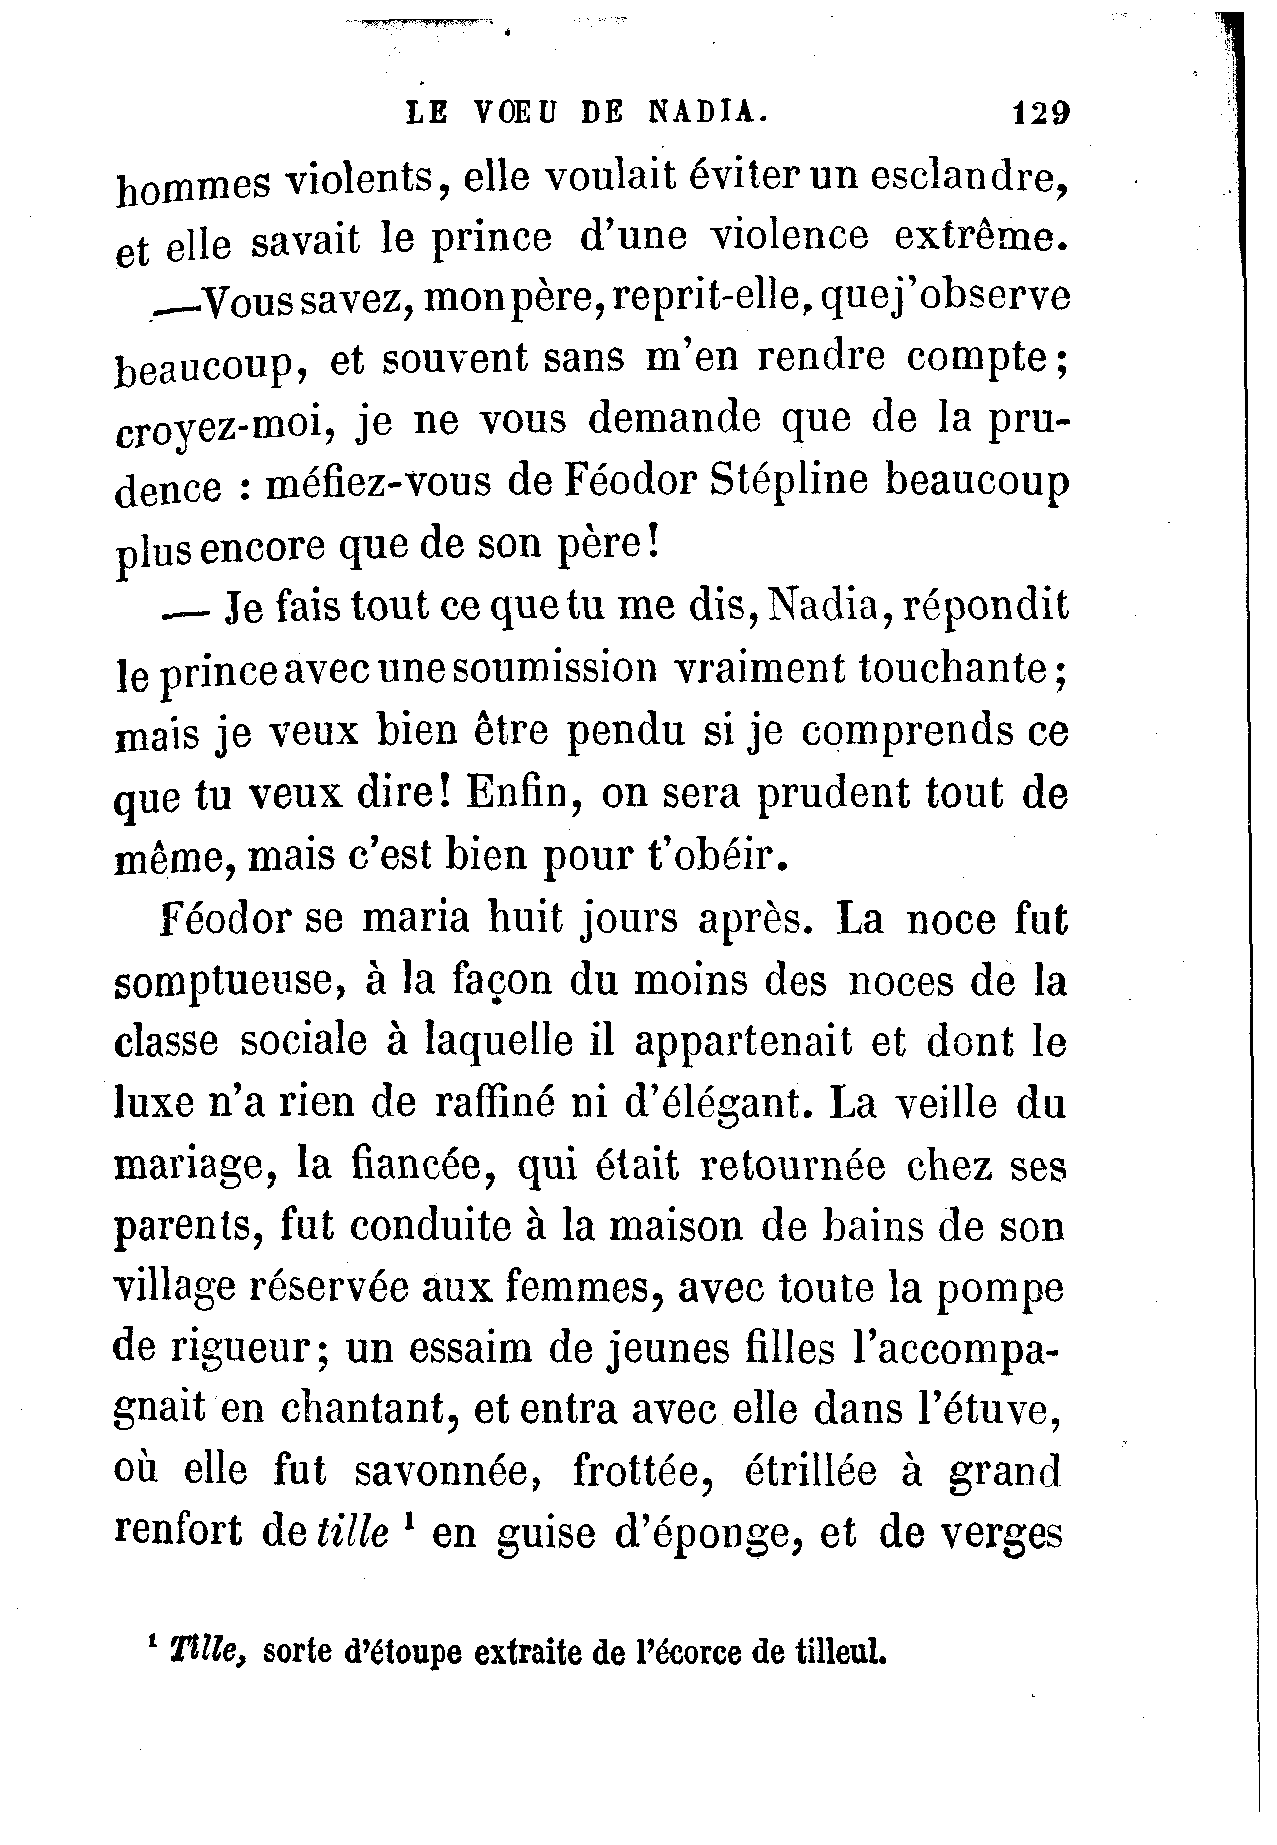 LE VŒU DE NADIA. 129
hommes violents, elle voulait éviter un esclandre,
et elle savait le prince d'une violence extrême.
—Vous savez, mon père, reprit-elle, que j'observe
beaucoup, et souvent sans m'en rendre compte;
croyez-moi, je ne vous demande que de la pru-
dence : méfiez-vous de Féodor Stépline beaucoup
plus encore que de son père!
— Je fais tout ce que tu me dis, Nadia, répondit
le prince avec une soumission vraiment touchante;
mais je veux bien être pendu si je comprends ce
que tu veux dire! Enfin, on sera prudent tout de
même, mais c'est bien pour t'obéir.
Féodor se maria huit jours après. La noce fut
somptueuse, à la façon du moins des noces de la
classe sociale à laquelle il appartenait et dont le
luxe n'a rien de raffiné ni d'élégant. La veille du
mariage, la fiancée, qui était retournée chez ses
parents, fut conduite à la maison de bains de son
village réservée aux femmes, avec toute la pompe
de rigueur; un essaim de jeunes filles l'accompa-
gnait en chantant, et entra avec elle dans l'étuve,
où elle fut savonnée, frottée, étrillée à grand
renfort de tille ¹ en guise d'éponge, et de verges
¹ Tille, sorte d'étoupe extraite de l'écorce de tilleul.